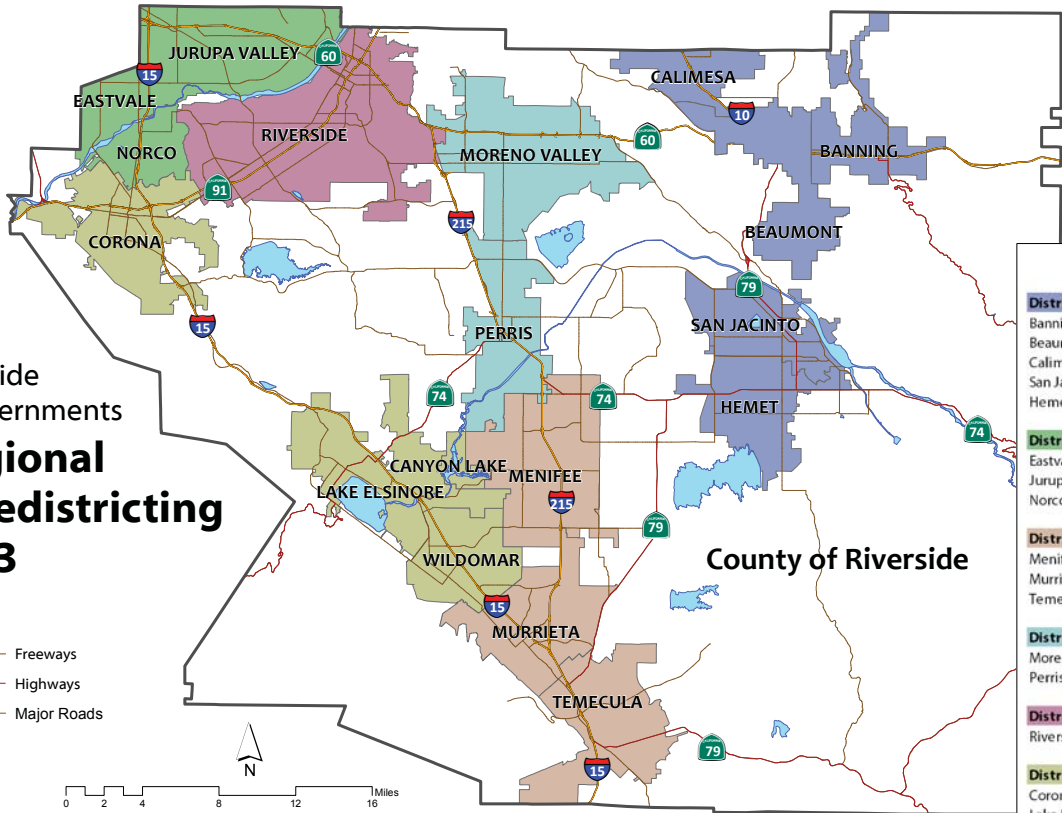 JURUPA VALLEY
60
15
EASTVALE
CALIMESA
10
RIVERSIDE
60
NORCO
MORENO VALLEY
BANNING
91
215
CORONA
BEAUMONT
79
15
SAN JACINTO
PERRIS
ide
ernments
gional
edistricting
3
74
74
HEMET
74
CANYON LAKE
MENIFEE
LAKE ELSINORE
215
79
WILDOMAR
County of Riverside
15
MURRIETA
TEMECULA
79
15
Freeways
Highways
Major Roads
N
0 2 4 8 12 16 Miles
Distr
Banni
Beau
Calim
San Ja
Heme
Distr
Eastva
Jurup
Norco
Distr
Menif
Murri
Teme
Distr
More
Perris
Distr
Rivers
Distr
Coron